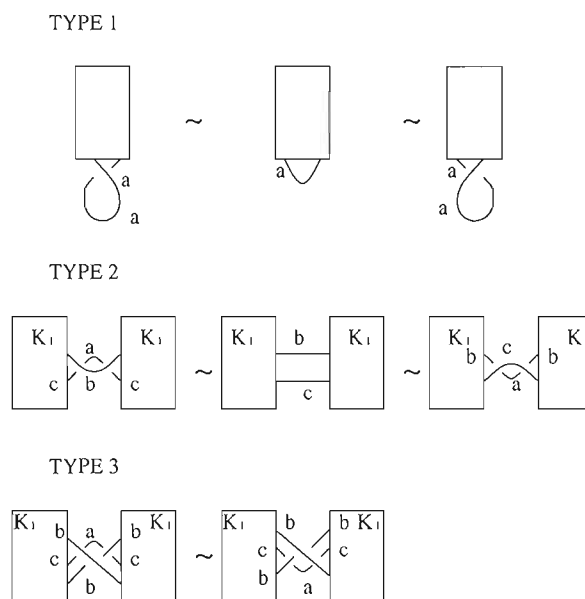 TYPE 1
a
a
~
a
~
a
a
TYPE 2
K₁ a K₁
c b c
~
K₁ b K₁
c
~
K₁ c K
b a b
TYPE 3
K₁ b a b K₁
c c
b
~
K₁ b b K₁
c c
b a